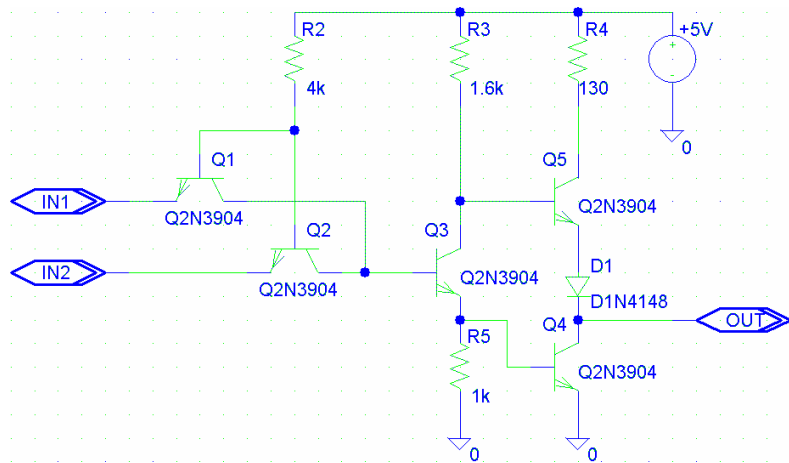 R2
R3
R4
+5V
4k
1.6k
130
0
Q1
Q5
IN1
Q2N3904
Q2N3904
Q2
Q3
IN2
Q2N3904
Q2N3904
D1
D1N4148
OUT
R5
Q4
Q2N3904
1k
0
0